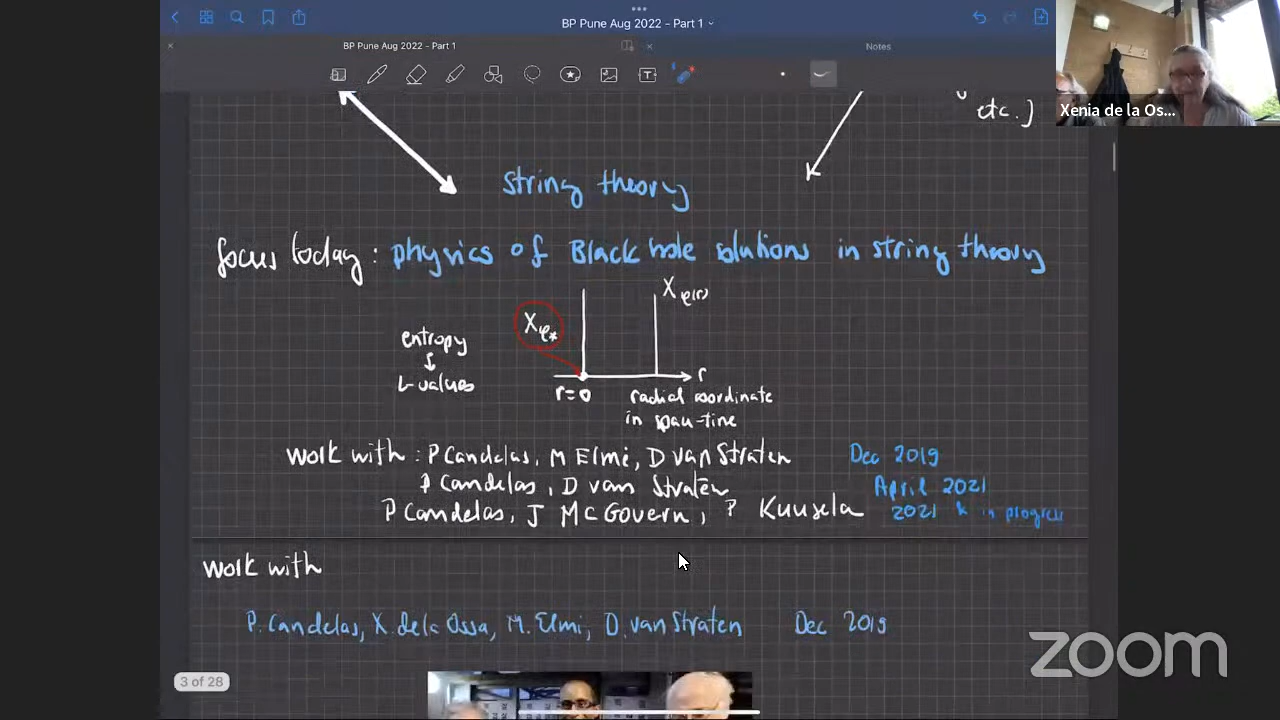 BP Pune Aug 2022 - Part 1
BP Pune Aug 2022 - Part 1
Notes
Xenia de la Os...
etc.)
string theory
focus today : physics of Black hole solutions in string theory
X φ(r)
X φ*
entropy
L-values
r
r=0
radial coordinate
in space-time
work with : P Candelas, M Elmi, D van Straten Dec 2019
P Candelas, D van Straten April 2021
P Candelas, J McGovern, P Kuusela 2021 & in progress
work with
P. Candelas, X. de la Ossa, M. Elmi, D. van Straten Dec 2019
3 of 28
zoom